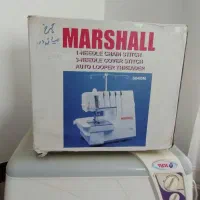 MARSHALL
1-NEEDLE CHAIN STITCH
3-NEEDLE COVER STITCH
AUTO LOOPER THREADER